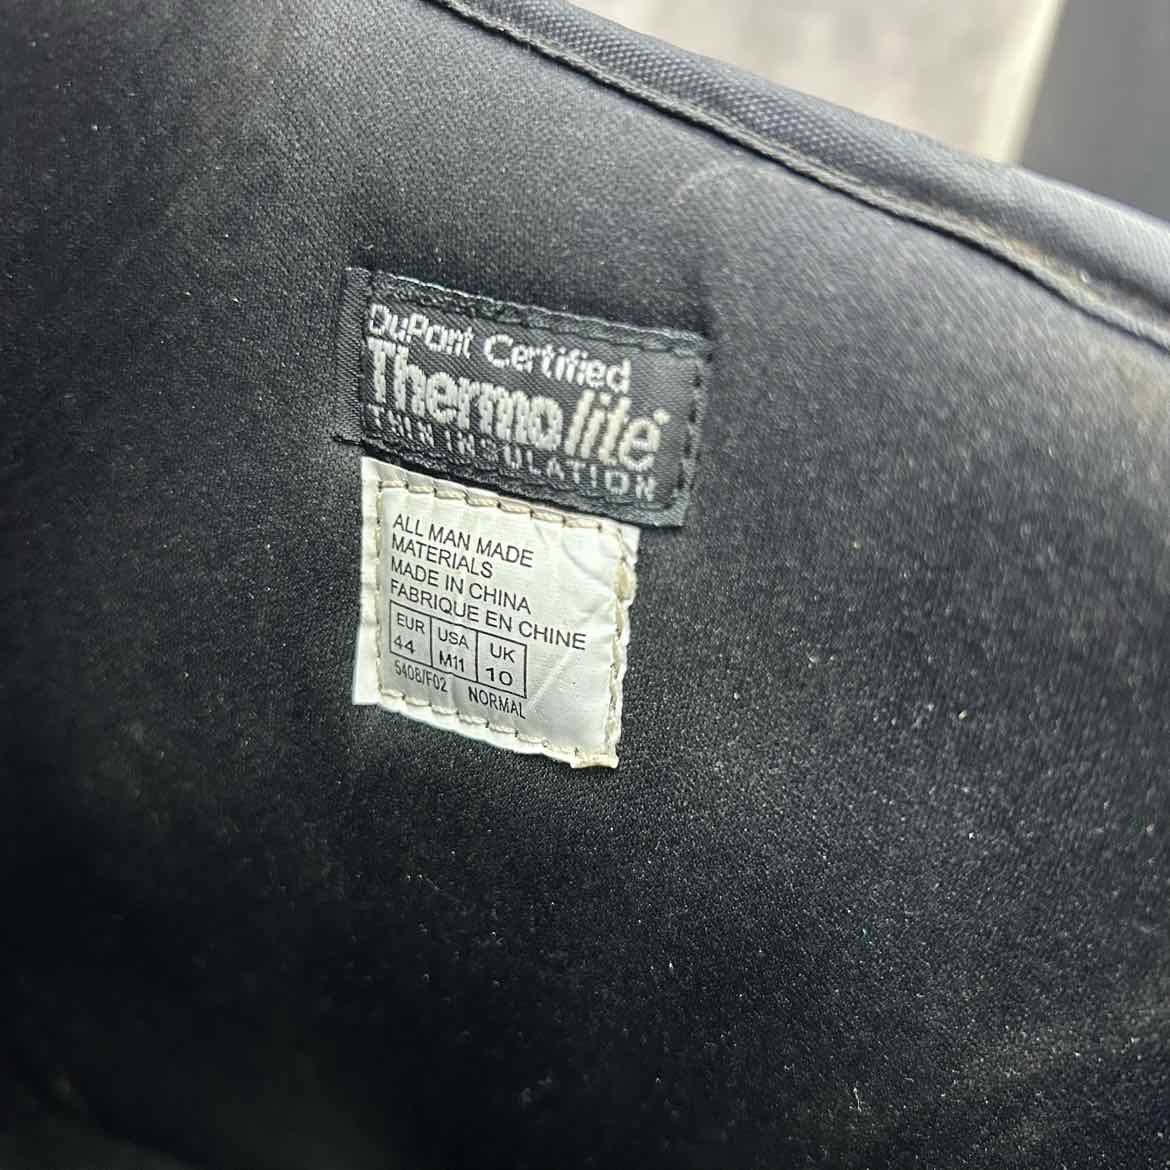 DuPont Certified
Thermolite
THIN INSULATION
ALL MAN MADE
MATERIALS
MADE IN CHINA
FABRIQUE EN CHINE
EUR USA UK
44 M11 10
5408/F02 NORMAL